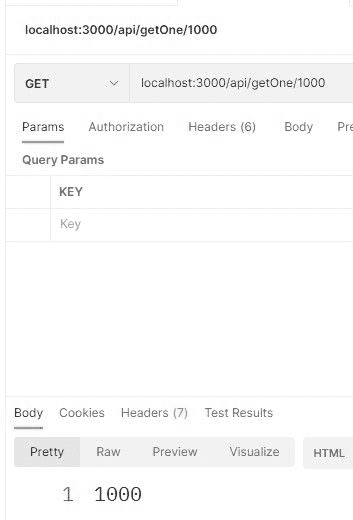 localhost:3000/api/getOne/1000
GET localhost:3000/api/getOne/1000
Params Authorization Headers (6) Body Pre
Query Params
KEY
Key
Body Cookies Headers (7) Test Results
Pretty Raw Preview Visualize HTML
1 1000